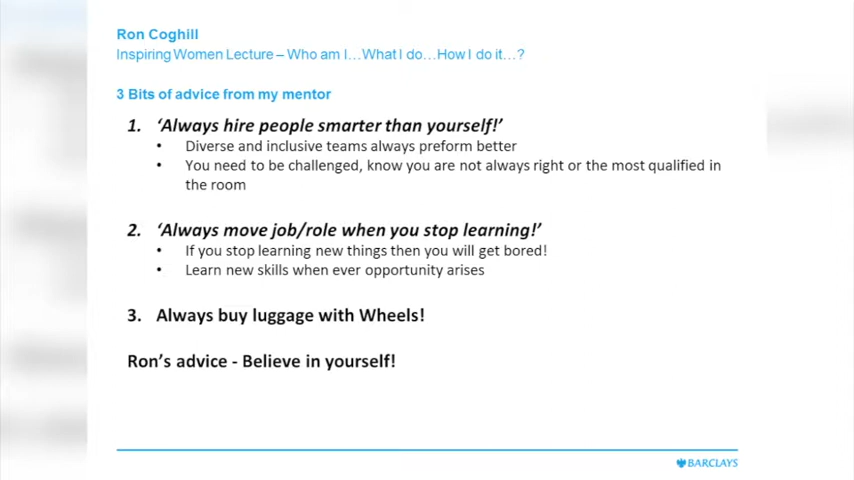 Ron Coghill
Inspiring Women Lecture – Who am I…What I do…How I do it…?
3 Bits of advice from my mentor
1. ‘Always hire people smarter than yourself!’
• Diverse and inclusive teams always preform better
• You need to be challenged, know you are not always right or the most qualified in
the room
2. ‘Always move job/role when you stop learning!’
• If you stop learning new things then you will get bored!
• Learn new skills when ever opportunity arises
3. Always buy luggage with Wheels!
Ron’s advice - Believe in yourself!
BARCLAYS